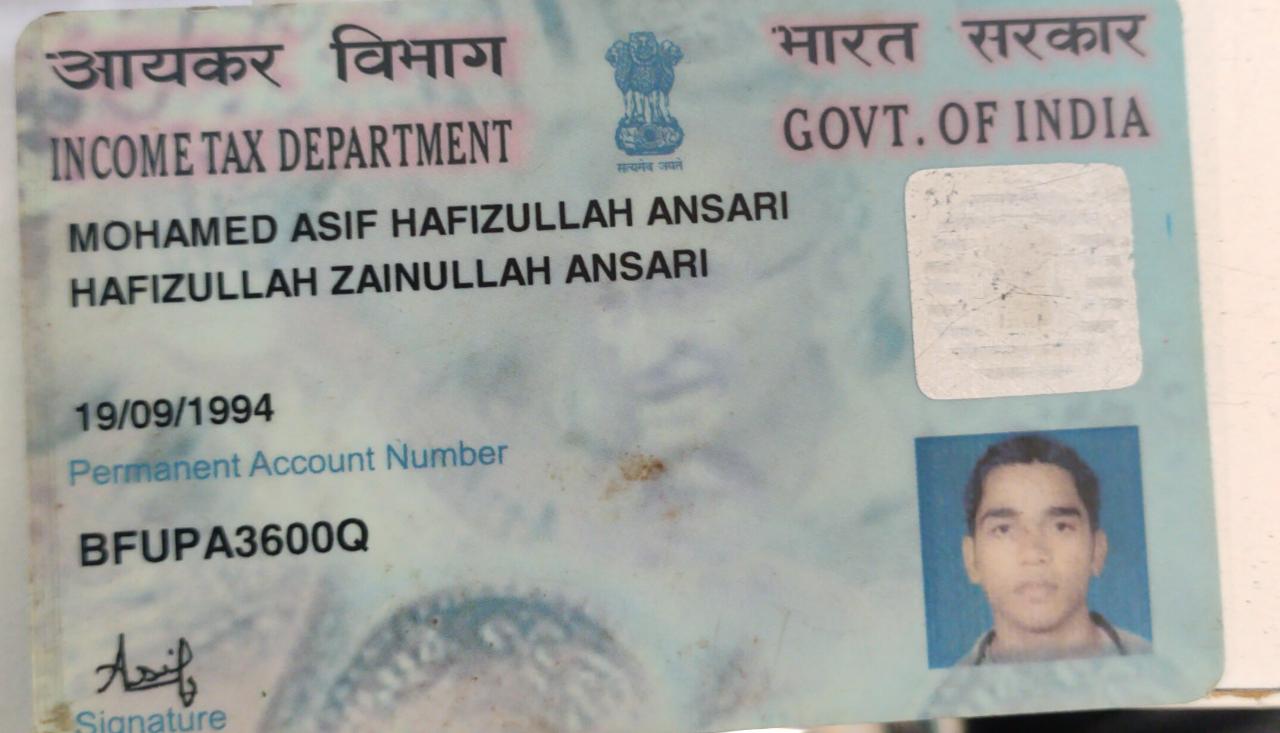 आयकर विभाग
INCOME TAX DEPARTMENT
सत्यमेव जयते
भारत सरकार
GOVT. OF INDIA
MOHAMED ASIF HAFIZULLAH ANSARI
HAFIZULLAH ZAINULLAH ANSARI
19/09/1994
Permanent Account Number
BFUPA3600Q
Asif
Signature